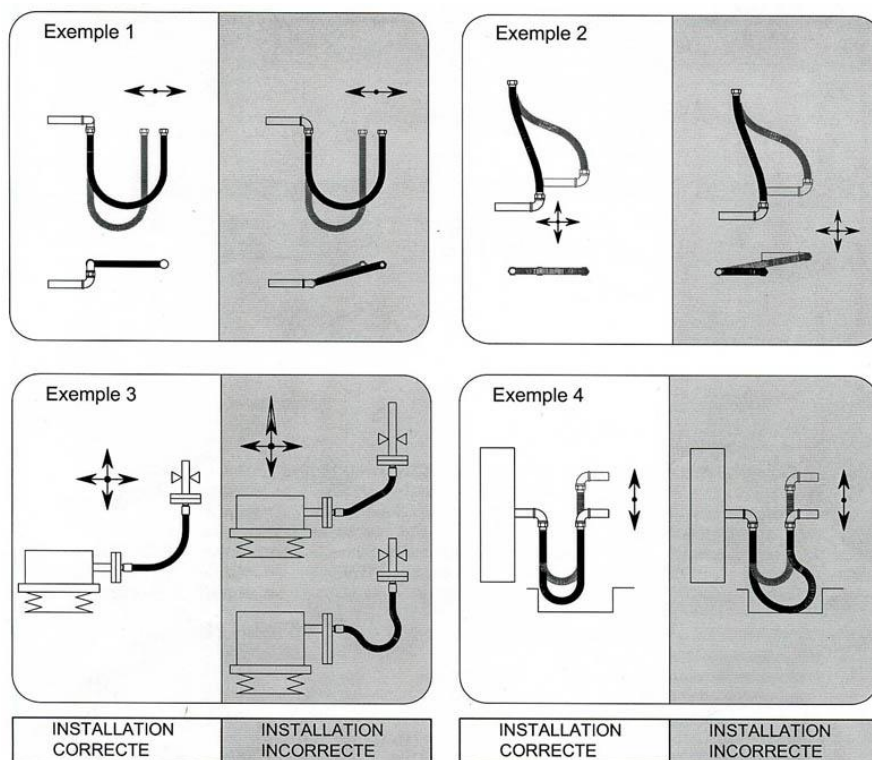 Exemple 1
Exemple 2
Exemple 3
Exemple 4
INSTALLATION
CORRECTE
INSTALLATION
INCORRECTE
INSTALLATION
CORRECTE
INSTALLATION
INCORRECTE